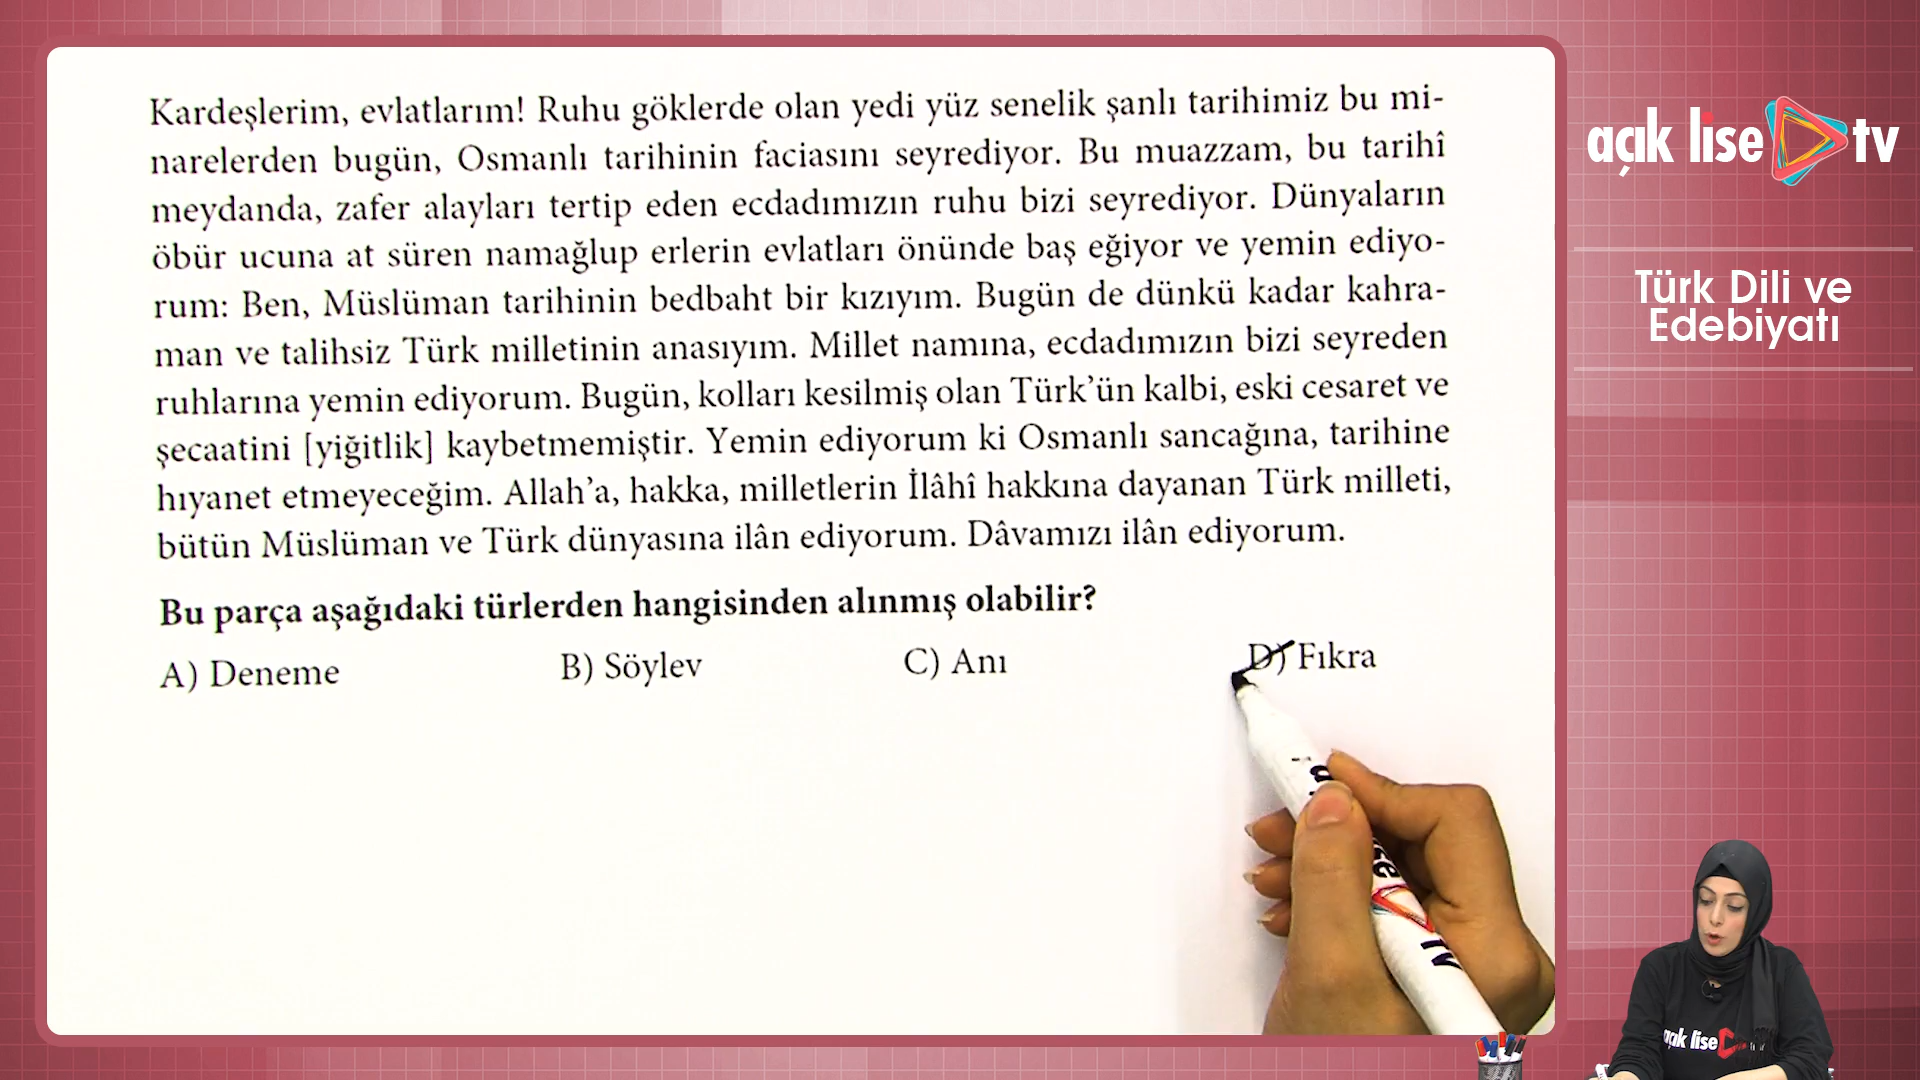 Kardeşlerim, evlatlarım! Ruhu göklerde olan yedi yüz senelik şanlı tarihimiz bu mi-
narelerden bugün, Osmanlı tarihinin faciasını seyrediyor. Bu muazzam, bu tarihî
meydanda, zafer alayları tertip eden ecdadımızın ruhu bizi seyrediyor. Dünyaların
öbür ucuna at süren namağlup erlerin evlatları önünde baş eğiyor ve yemin ediyo-
rum: Ben, Müslüman tarihinin bedbaht bir kızıyım. Bugün de dünkü kadar kahra-
man ve talihsiz Türk milletinin anasıyım. Millet namına, ecdadımızın bizi seyreden
ruhlarına yemin ediyorum. Bugün, kolları kesilmiş olan Türk’ün kalbi, eski cesaret ve
şecaatini [yiğitlik] kaybetmemiştir. Yemin ediyorum ki Osmanlı sancağına, tarihine
hıyanet etmeyeceğim. Allah’a, hakka, milletlerin İlâhî hakkına dayanan Türk milleti,
bütün Müslüman ve Türk dünyasına ilân ediyorum. Dâvamızı ilân ediyorum.
Bu parça aşağıdaki türlerden hangisinden alınmış olabilir?
A) Deneme B) Söylev C) Anı D) Fıkra
açık lise tv
Türk Dili ve
Edebiyatı
açık lise